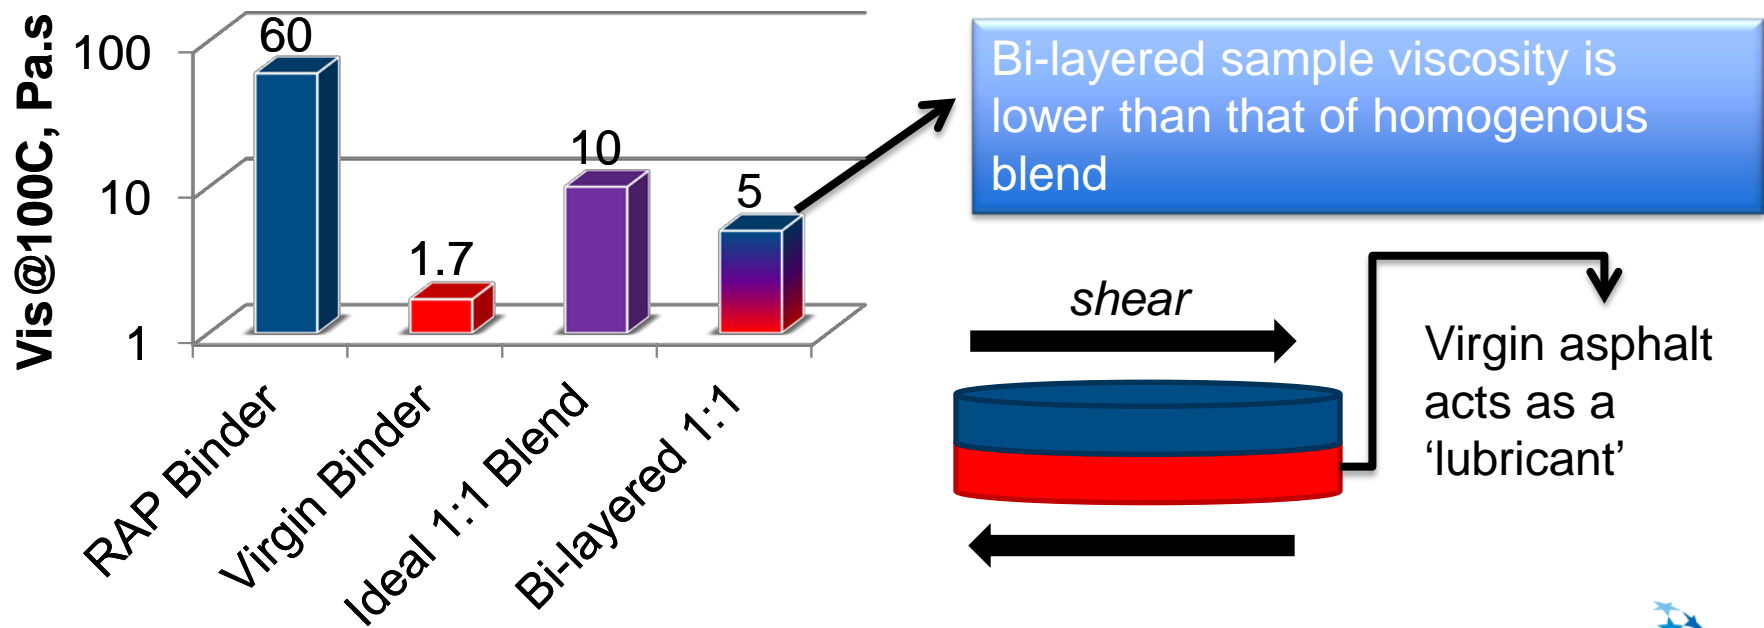 Vis@100C, Pa.s
100
10
1
60
1.7
10
5
RAP Binder
Virgin Binder
Ideal 1:1 Blend
Bi-layered 1:1
Bi-layered sample viscosity is
lower than that of homogenous
blend
shear
Virgin asphalt
acts as a
‘lubricant’